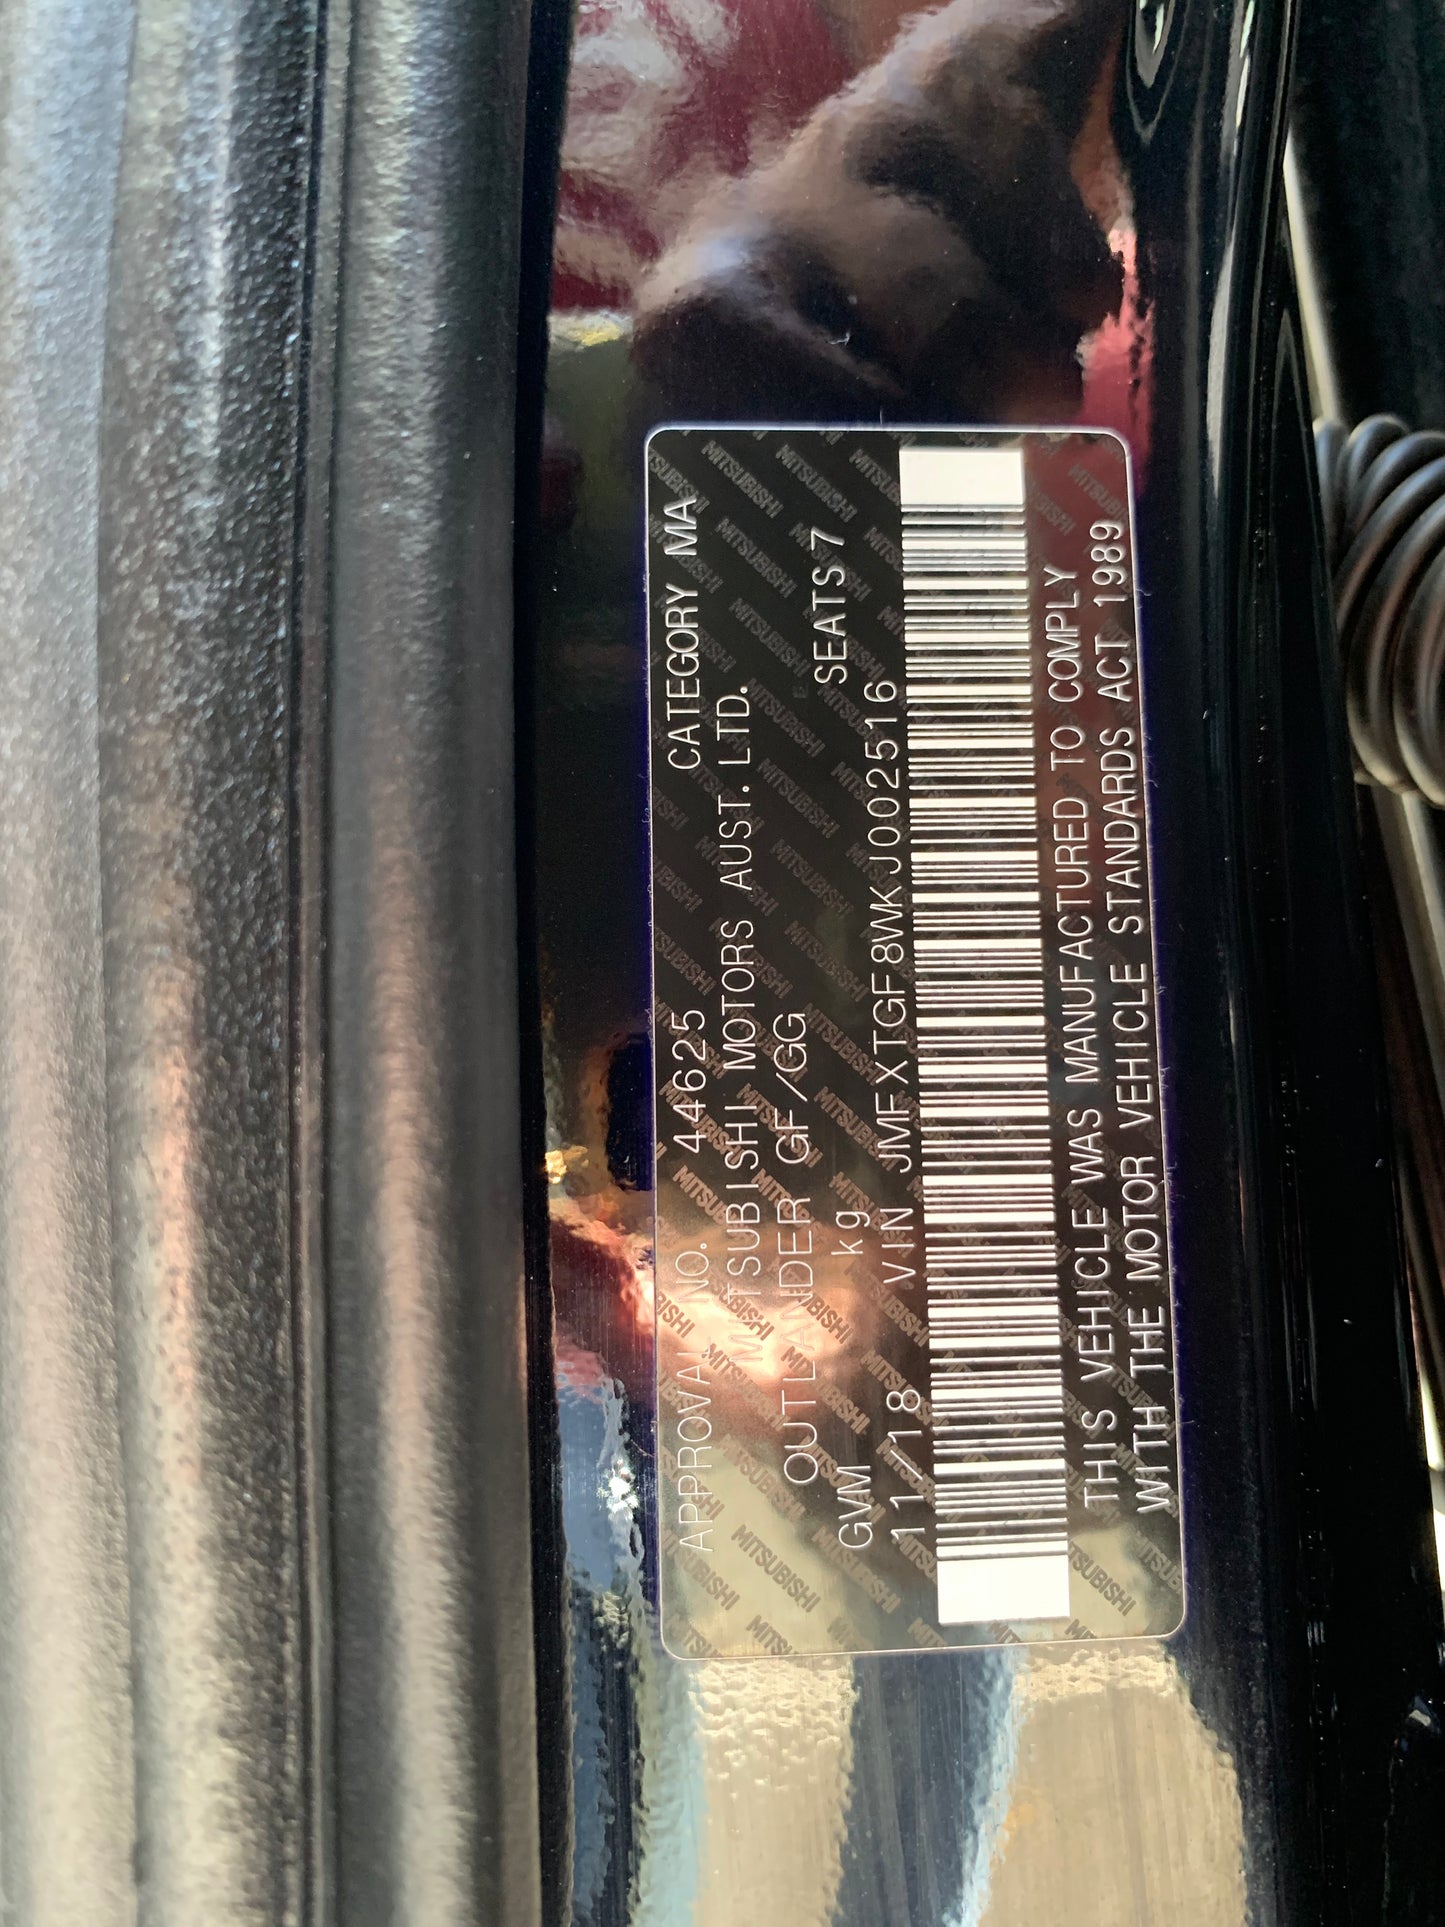 APPROVAL NO. 44625 CATEGORY MA
MITSUBISHI MOTORS AUST. LTD.
OUTLANDER GF/GG
GVM kg SEATS 7
11/18 VIN JMFXTGF8WKJ002516
THIS VEHICLE WAS MANUFACTURED TO COMPLY
WITH THE MOTOR VEHICLE STANDARDS ACT 1989